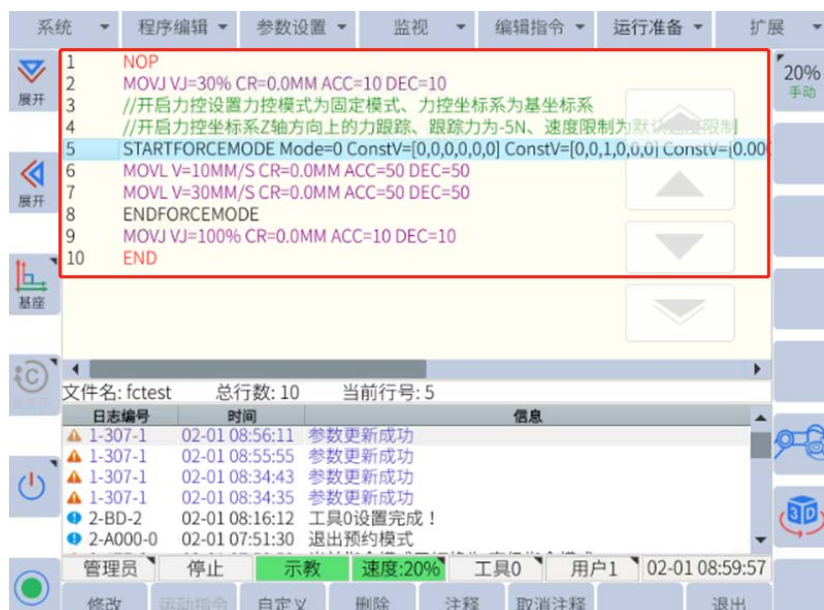 系统 程序编辑 参数设置 监视 编辑指令 运行准备 扩展
展开
展开
基座
20%
手动
1 NOP
2 MOVJ VJ=30% CR=0.0MM ACC=10 DEC=10
3 //开启力控设置力控模式为固定模式、力控坐标系为基坐标系
4 //开启力控坐标系Z轴方向上的力跟踪、跟踪力为-5N、速度限制为默认速度限制
5 STARTFORCEMODE Mode=0 ConstV=[0,0,0,0,0,0] ConstV=[0,0,1,0,0,0] ConstV=[0.00
6 MOVL V=10MM/S CR=0.0MM ACC=50 DEC=50
7 MOVL V=30MM/S CR=0.0MM ACC=50 DEC=50
8 ENDFORCEMODE
9 MOVJ VJ=100% CR=0.0MM ACC=10 DEC=10
10 END
文件名: fctest 总行数: 10 当前行号: 5
日志编号 时间 信息
1-307-1 02-01 08:56:11 参数更新成功
1-307-1 02-01 08:55:55 参数更新成功
1-307-1 02-01 08:34:43 参数更新成功
1-307-1 02-01 08:34:35 参数更新成功
2-BD-2 02-01 08:16:12 工具0设置完成！
2-A000-0 02-01 07:51:30 退出预约模式
管理员 停止 示教 速度:20% 工具0 用户1 02-01 08:59:57
修改 运动指令 自定义 删除 注释 取消注释 退出
3D